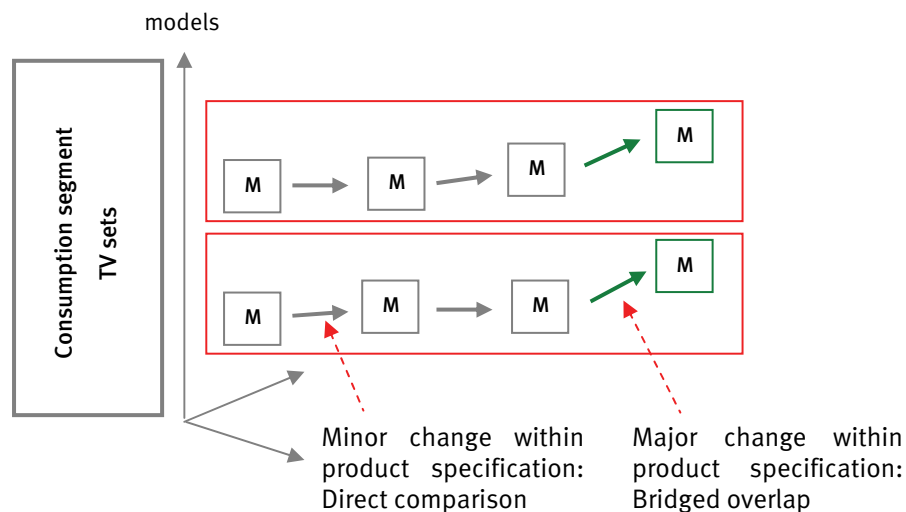 models
Consumption segment
TV sets
M
M
M
M
M
M
M
M
Minor change within
product specification:
Direct comparison
Major change within
product specification:
Bridged overlap